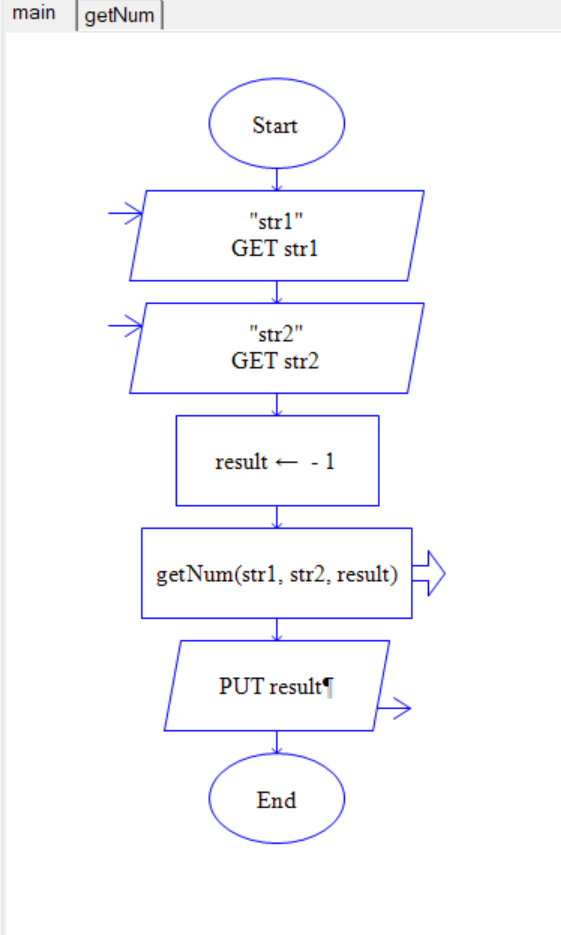 main getNum
Start
"str1"
GET str1
"str2"
GET str2
result ← - 1
getNum(str1, str2, result)
PUT result¶
End